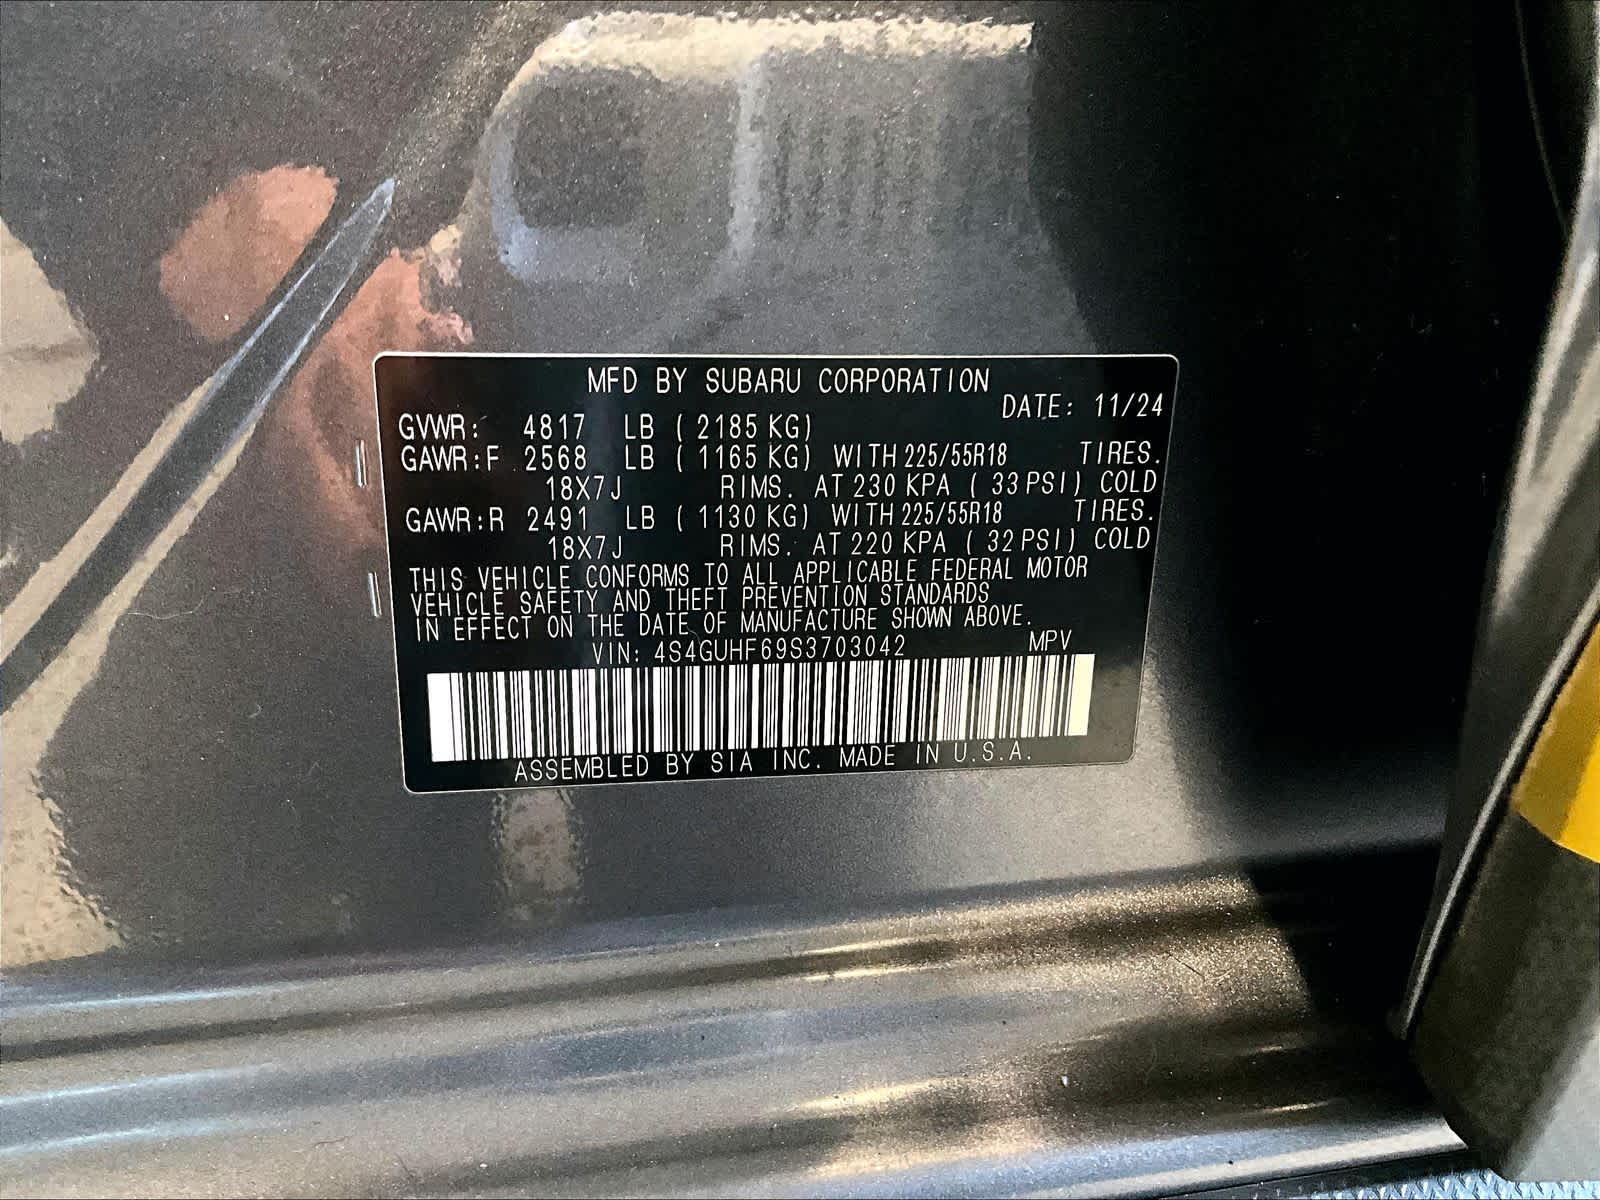 MFD BY SUBARU CORPORATION
DATE: 11/24
GVWR: 4817 LB ( 2185 KG)
GAWR:F 2568 LB ( 1165 KG) WITH 225/55R18 TIRES.
18X7J RIMS. AT 230 KPA ( 33 PSI) COLD
GAWR:R 2491 LB ( 1130 KG) WITH 225/55R18 TIRES.
18X7J RIMS. AT 220 KPA ( 32 PSI) COLD
THIS VEHICLE CONFORMS TO ALL APPLICABLE FEDERAL MOTOR
VEHICLE SAFETY AND THEFT PREVENTION STANDARDS
IN EFFECT ON THE DATE OF MANUFACTURE SHOWN ABOVE.
VIN: 4S4GUHF69S3703042 MPV
ASSEMBLED BY SIA INC. MADE IN U.S.A.